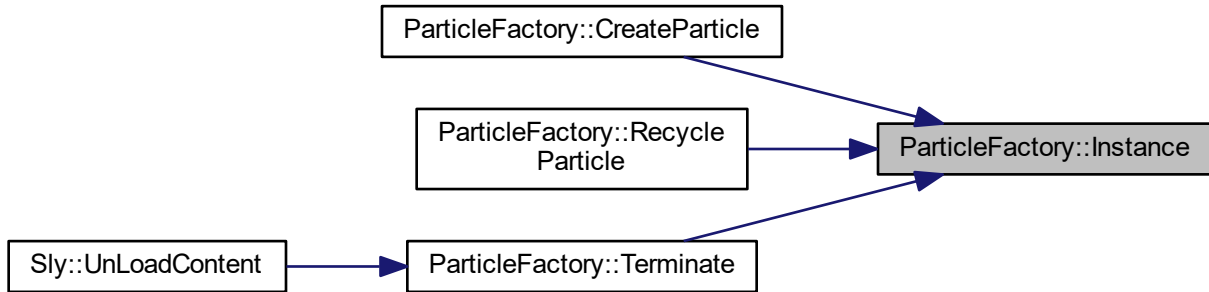 ParticleFactory::CreateParticle
ParticleFactory::Recycle
Particle
ParticleFactory::Instance
Sly::UnLoadContent
ParticleFactory::Terminate